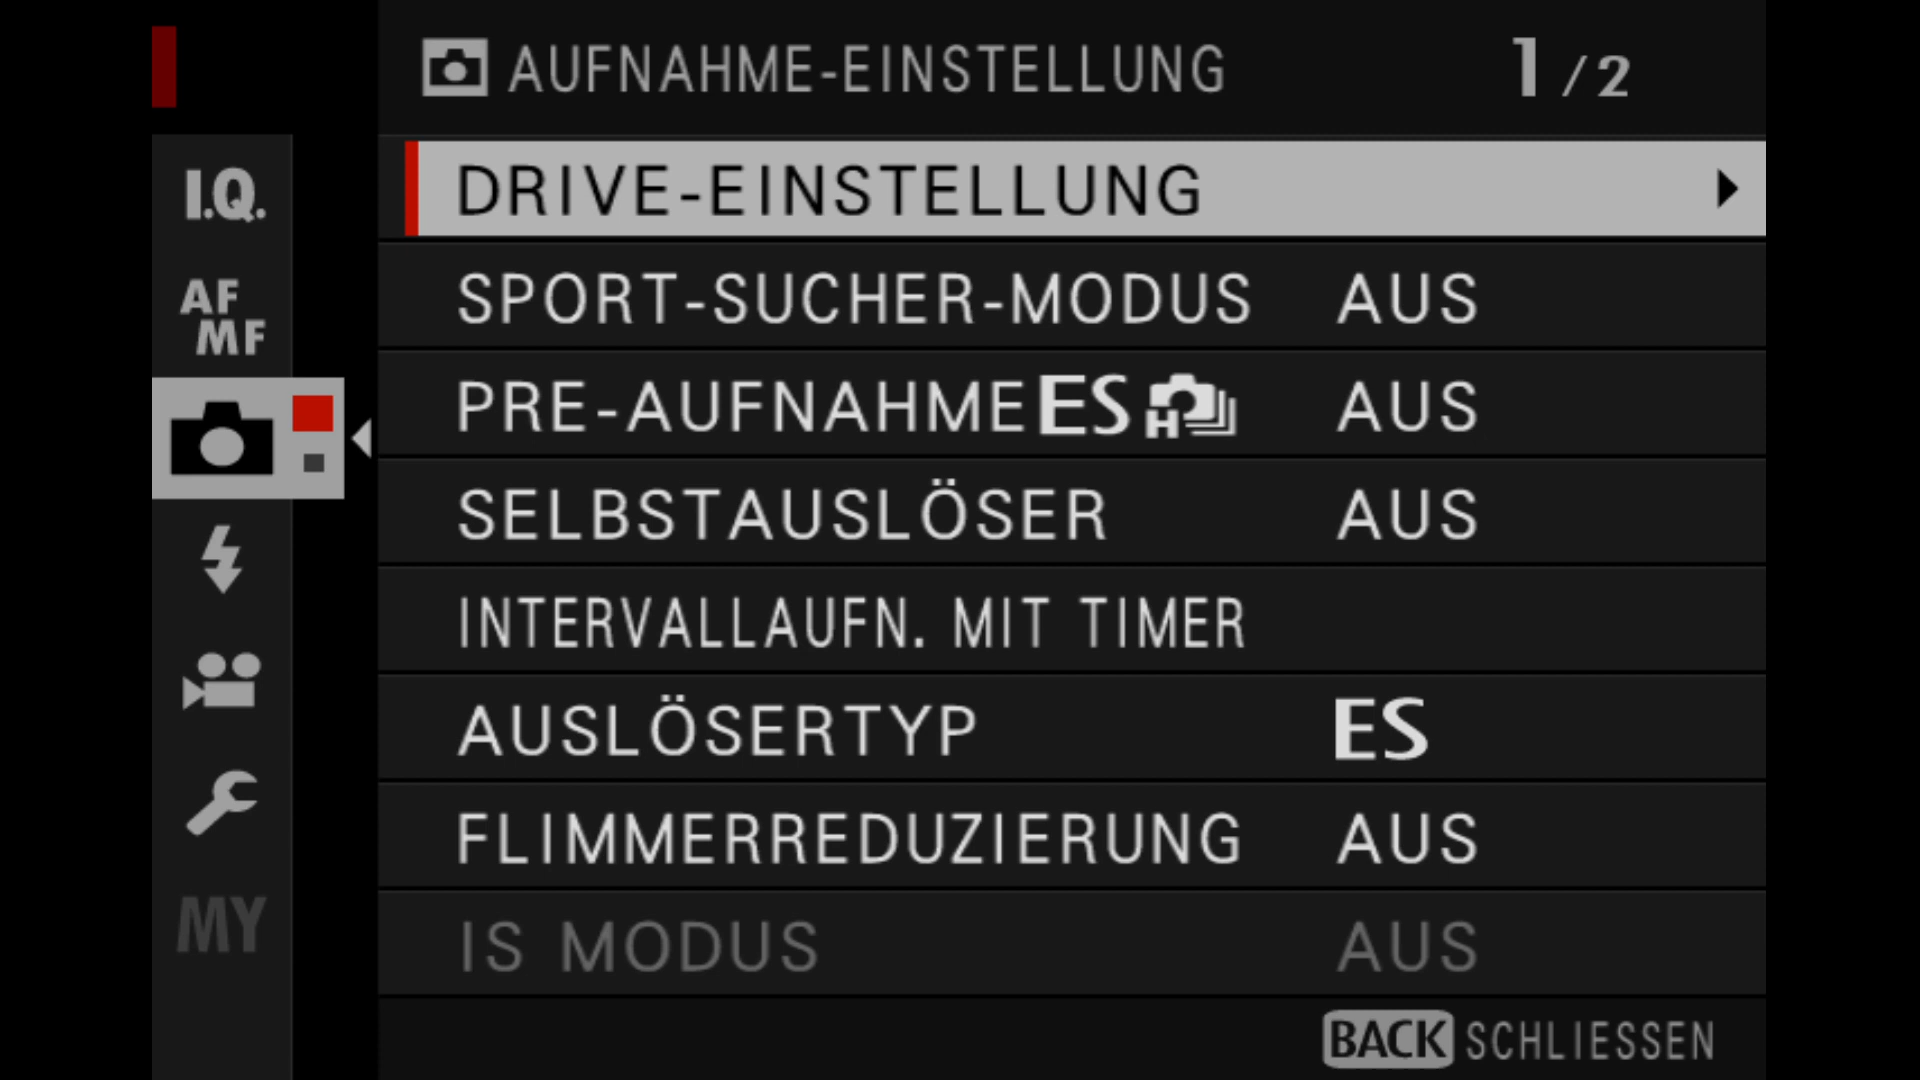 AUFNAHME-EINSTELLUNG 1/2
I.Q.
AF
MF
MY
DRIVE-EINSTELLUNG
SPORT-SUCHER-MODUS AUS
PRE-AUFNAHME ES H AUS
SELBSTAUSLÖSER AUS
INTERVALLAUFN. MIT TIMER
AUSLÖSERTYP ES
FLIMMERREDUZIERUNG AUS
IS MODUS AUS
BACK SCHLIESSEN